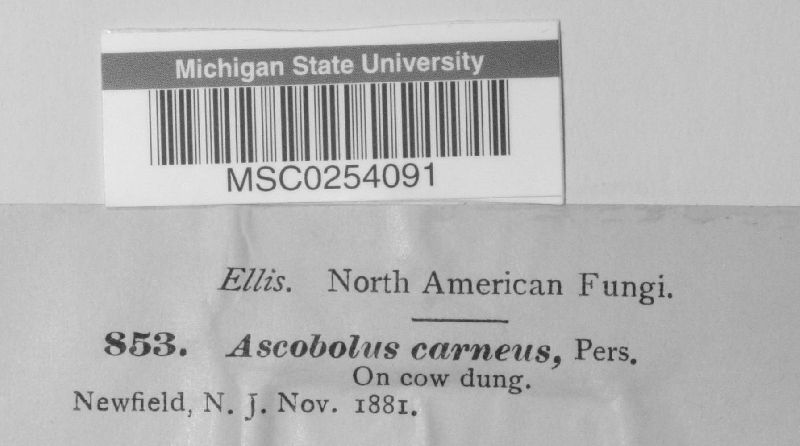 Michigan State University
MSC0254091
Ellis. North American Fungi.
853. Ascobolus carneus, Pers.
On cow dung.
Newfield, N. J. Nov. 1881.